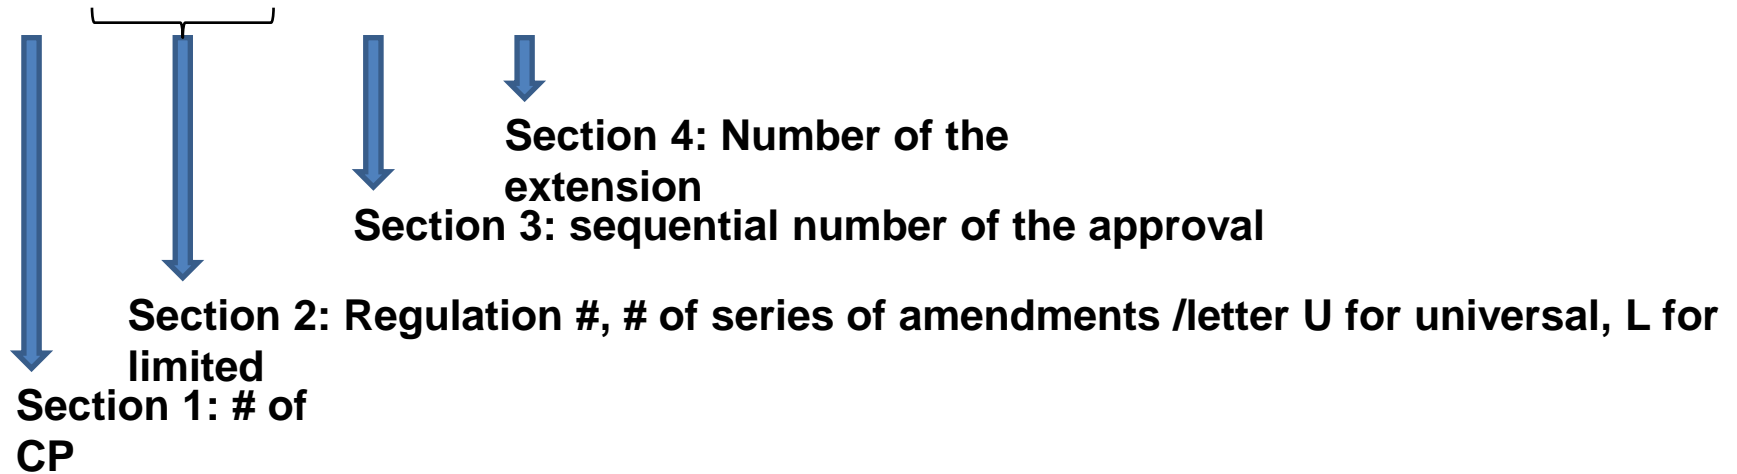 Section 4: Number of the
extension
Section 3: sequential number of the approval
Section 2: Regulation #, # of series of amendments /letter U for universal, L for
limited
Section 1: # of
CP